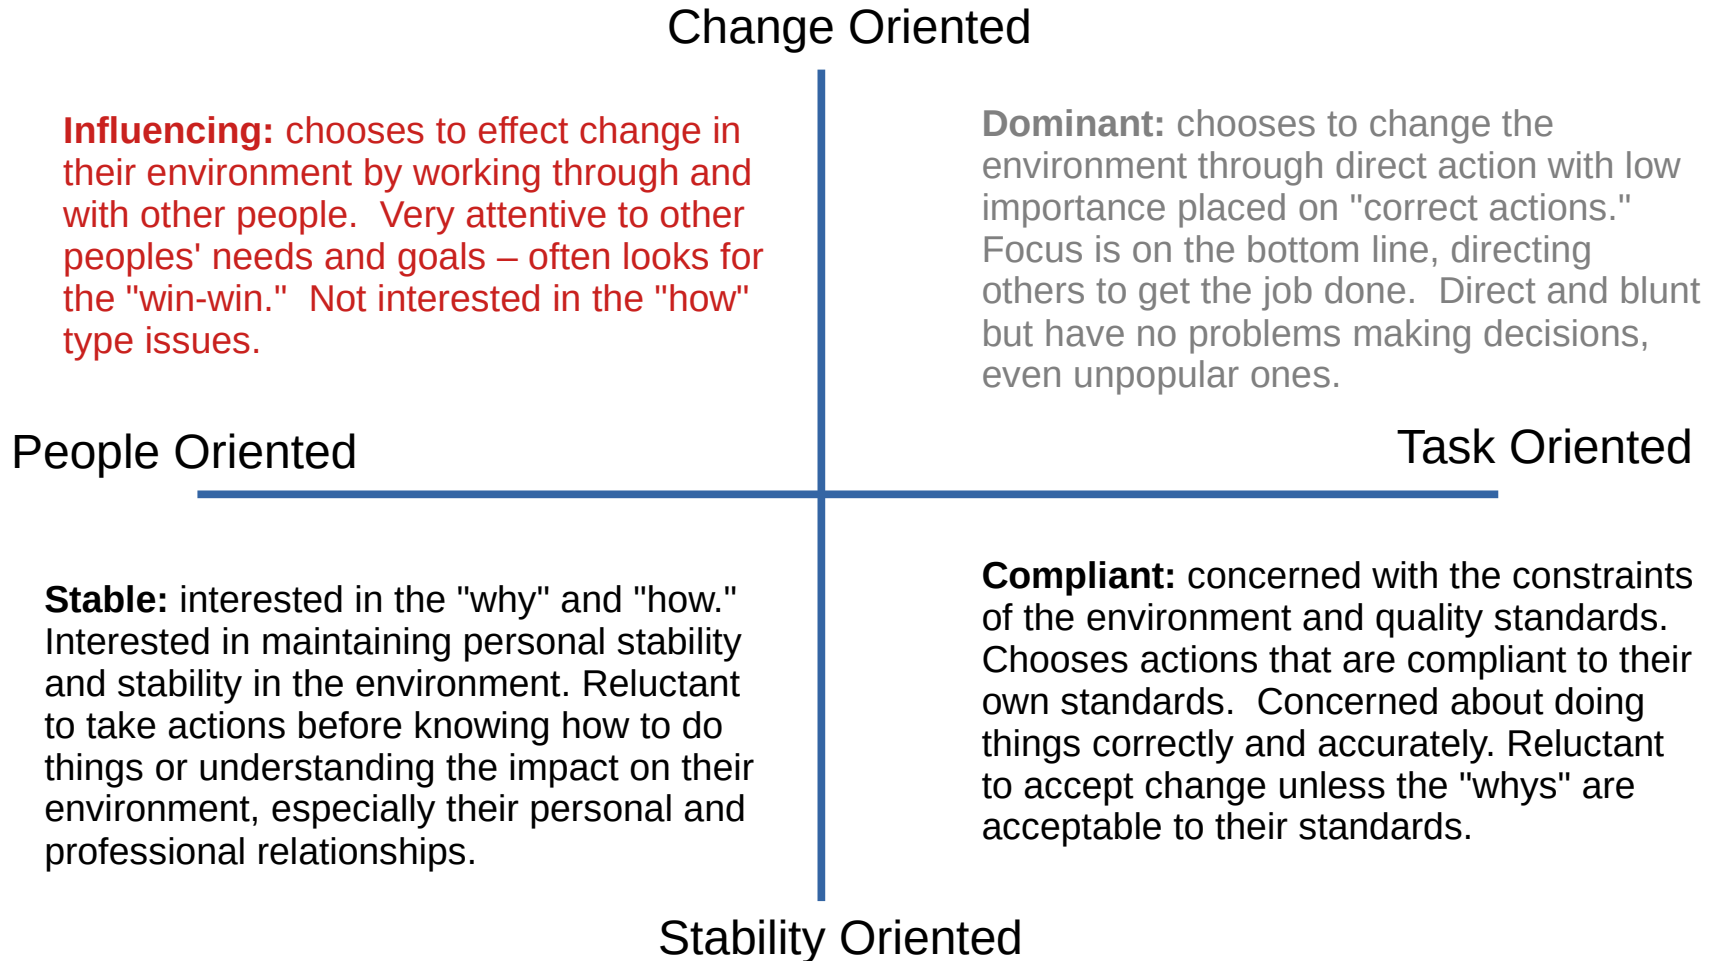 Change Oriented
Influencing: chooses to effect change in
their environment by working through and
with other people.  Very attentive to other
peoples' needs and goals – often looks for
the "win-win."  Not interested in the "how"
type issues.
Dominant: chooses to change the
environment through direct action with low
importance placed on "correct actions."
Focus is on the bottom line, directing
others to get the job done.  Direct and blunt
but have no problems making decisions,
even unpopular ones.
People Oriented
Task Oriented
Stable: interested in the "why" and "how."
Interested in maintaining personal stability
and stability in the environment. Reluctant
to take actions before knowing how to do
things or understanding the impact on their
environment, especially their personal and
professional relationships.
Compliant: concerned with the constraints
of the environment and quality standards.
Chooses actions that are compliant to their
own standards.  Concerned about doing
things correctly and accurately. Reluctant
to accept change unless the "whys" are
acceptable to their standards.
Stability Oriented